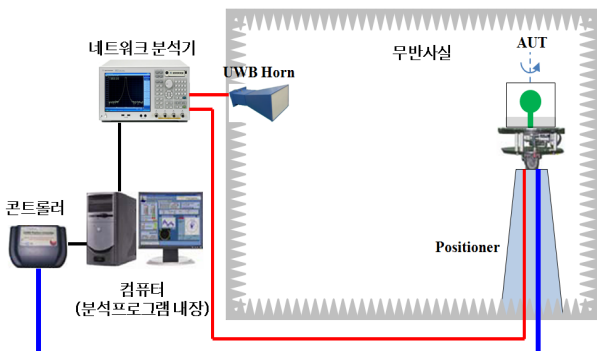 네트워크 분석기
무반사실
AUT
UWB Horn
콘트롤러
Positioner
컴퓨터
(분석프로그램 내장)